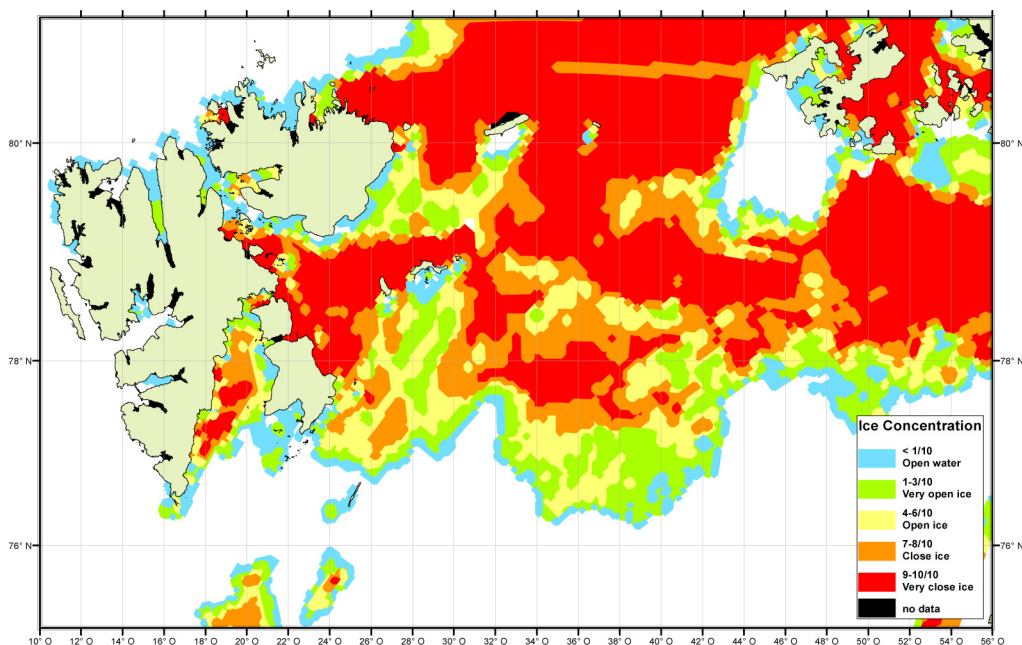 80° N
80° N
78° N
78° N
Ice Concentration
< 1/10
Open water
1-3/10
Very open ice
4-6/10
Open ice
7-8/10
Close ice
9-10/10
Very close ice
no data
76° N
76° N
10° O 12° O 14° O 16° O 18° O 20° O 22° O 24° O 26° O 28° O 30° O 32° O 34° O 36° O 38° O 40° O 42° O 44° O 46° O 48° O 50° O 52° O 54° O 56° O